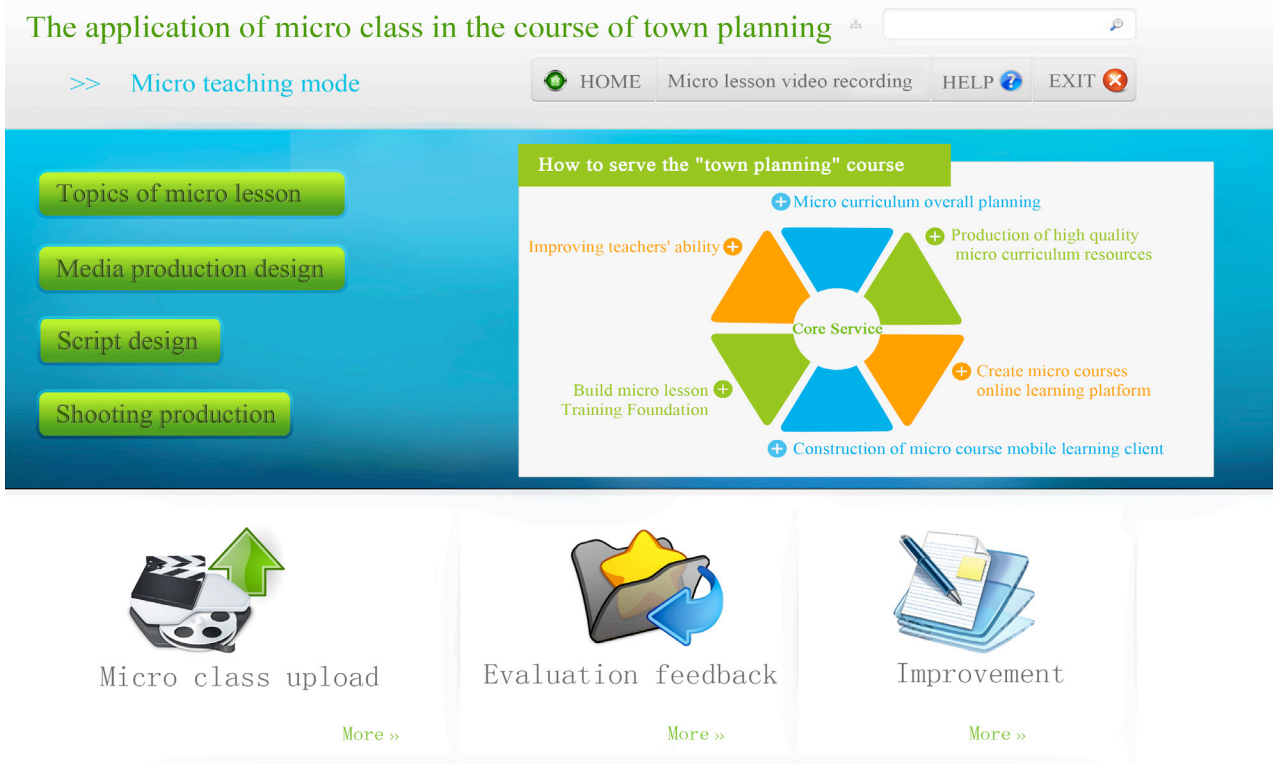 The application of micro class in the course of town planning
>> Micro teaching mode
HOME
Micro lesson video recording
HELP
EXIT
Topics of micro lesson
Media production design
Script design
Shooting production
How to serve the "town planning" course
Micro curriculum overall planning
Improving teachers' ability
Production of high quality
micro curriculum resources
Core Service
Build micro lesson
Training Foundation
Create micro courses
online learning platform
Construction of micro course mobile learning client
Micro class upload
More »
Evaluation feedback
More »
Improvement
More »